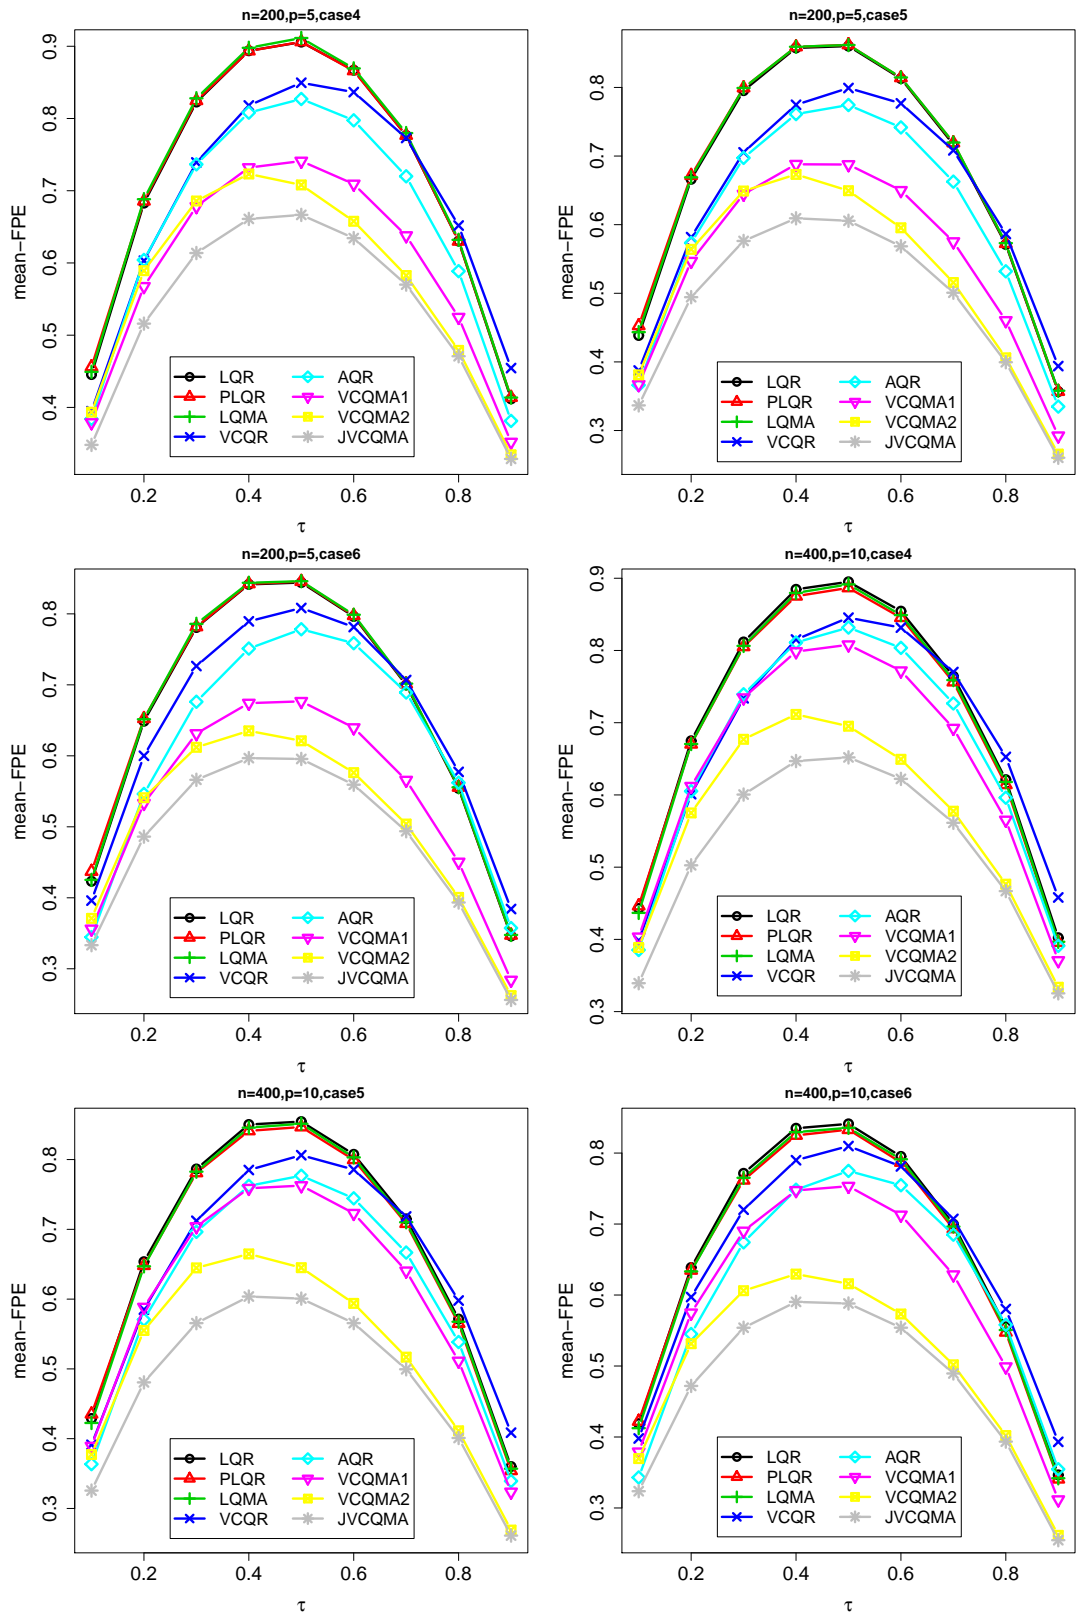 n=200,p=5,case4
mean−FPE
0.9
0.8
0.7
0.6
0.5
0.4
LQR
PLQR
LQMA
VCQR
AQR
VCQMA1
VCQMA2
JVCQMA
0.2 0.4 0.6 0.8
τ
n=200,p=5,case5
mean−FPE
0.8
0.7
0.6
0.5
0.4
0.3
LQR
PLQR
LQMA
VCQR
AQR
VCQMA1
VCQMA2
JVCQMA
0.2 0.4 0.6 0.8
τ
n=200,p=5,case6
mean−FPE
0.8
0.7
0.6
0.5
0.4
0.3
LQR
PLQR
LQMA
VCQR
AQR
VCQMA1
VCQMA2
JVCQMA
0.2 0.4 0.6 0.8
τ
n=400,p=10,case4
mean−FPE
0.9
0.8
0.7
0.6
0.5
0.4
0.3
LQR
PLQR
LQMA
VCQR
AQR
VCQMA1
VCQMA2
JVCQMA
0.2 0.4 0.6 0.8
τ
n=400,p=10,case5
mean−FPE
0.8
0.7
0.6
0.5
0.4
0.3
LQR
PLQR
LQMA
VCQR
AQR
VCQMA1
VCQMA2
JVCQMA
0.2 0.4 0.6 0.8
τ
n=400,p=10,case6
mean−FPE
0.8
0.7
0.6
0.5
0.4
0.3
LQR
PLQR
LQMA
VCQR
AQR
VCQMA1
VCQMA2
JVCQMA
0.2 0.4 0.6 0.8
τ